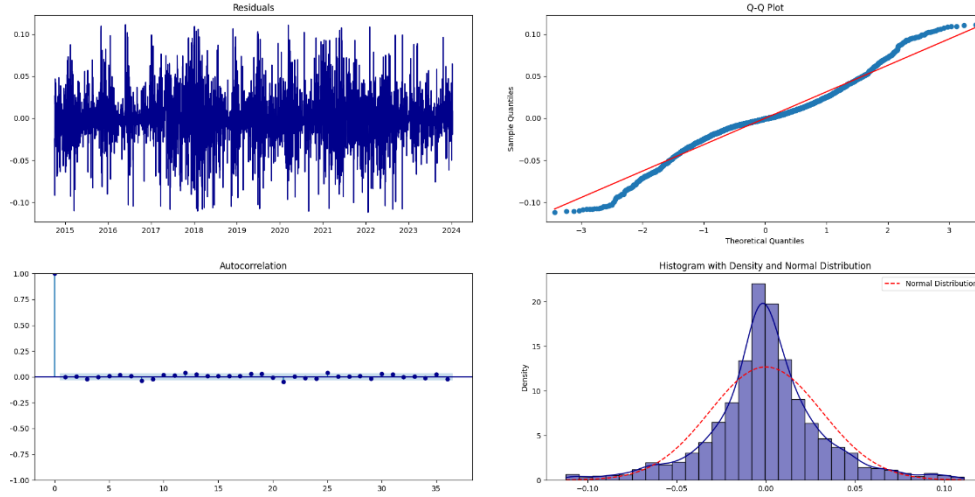 Residuals
0.10
0.05
0.00
−0.05
−0.10
2015 2016 2017 2018 2019 2020 2021 2022 2023 2024
Q-Q Plot
Sample Quantiles
0.10
0.05
0.00
−0.05
−0.10
−3 −2 −1 0 1 2 3
Theoretical Quantiles
Autocorrelation
1.00
0.75
0.50
0.25
0.00
−0.25
−0.50
−0.75
−1.00
0 5 10 15 20 25 30 35
Histogram with Density and Normal Distribution
Normal Distribution
Density
20
15
10
5
0
−0.10 −0.05 0.00 0.05 0.10